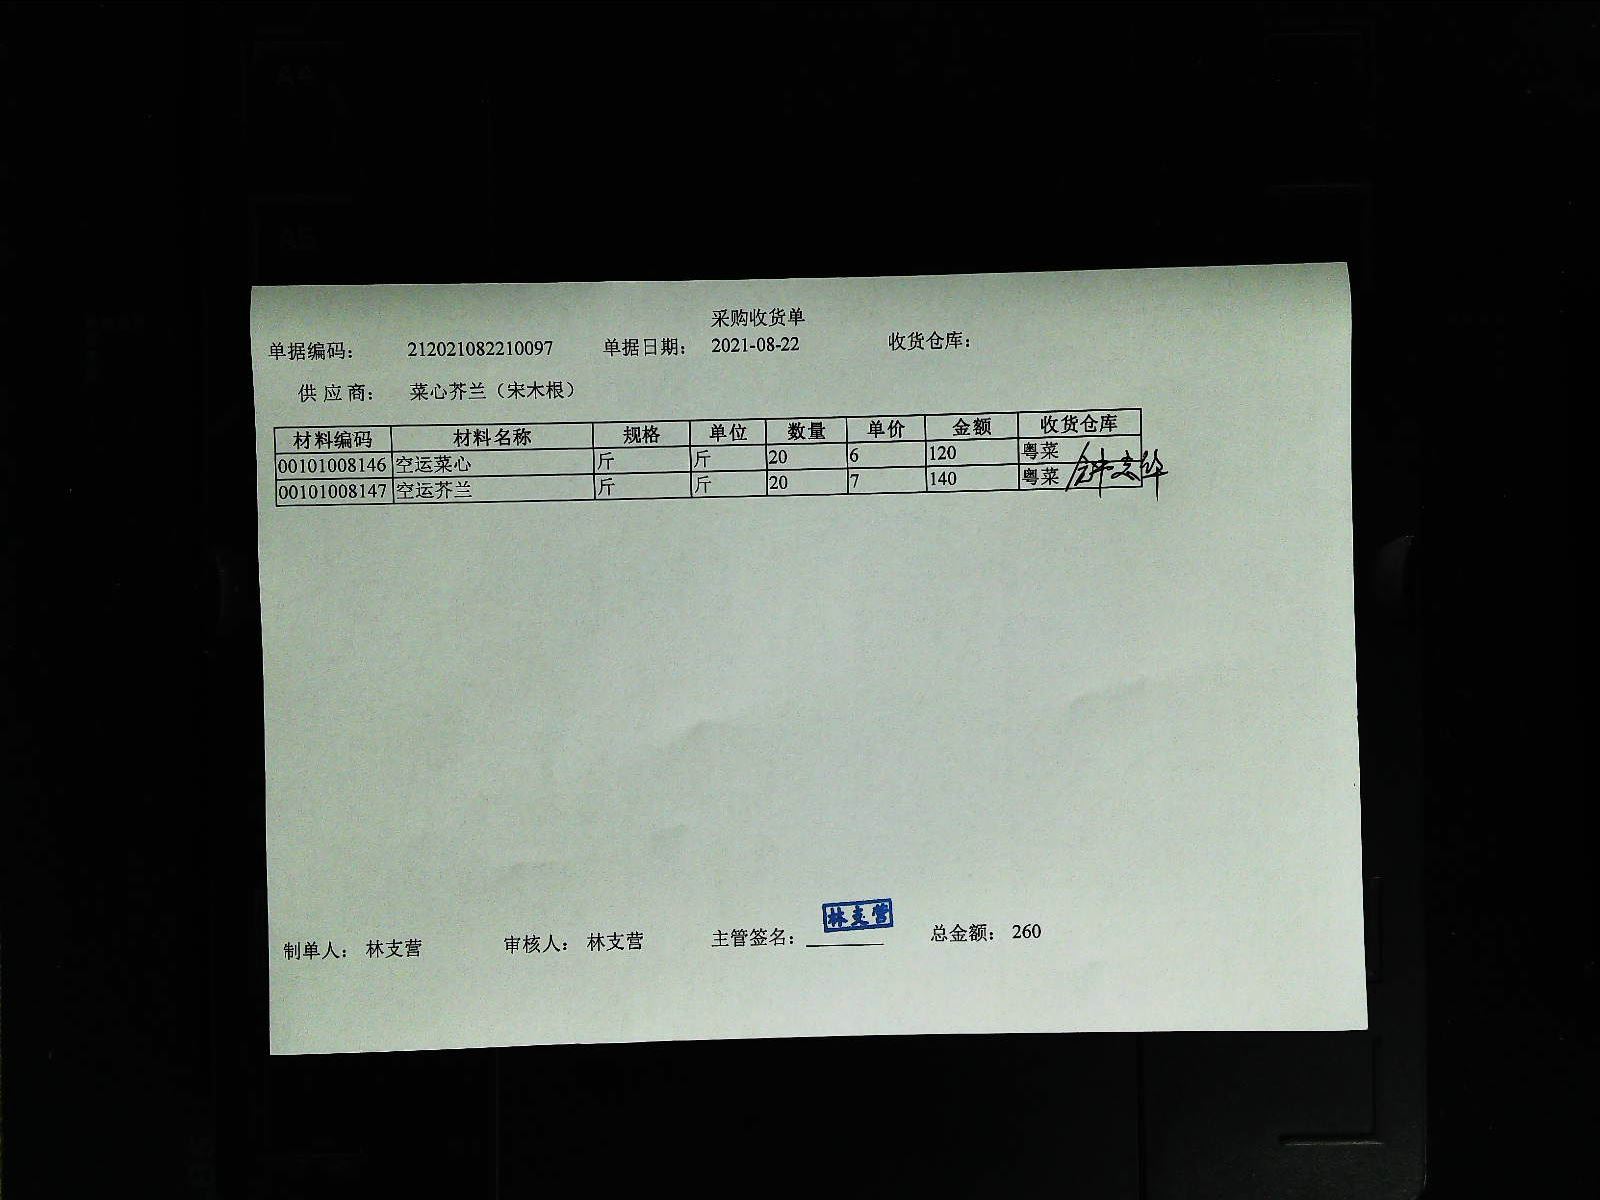 采购收货单
单据编码： 212021082210097 单据日期： 2021-08-22 收货仓库：
供应商： 菜心芥兰（宋木根）
材料编码 材料名称 规格 单位 数量 单价 金额 收货仓库
00101008146 空运菜心 斤 斤 20 6 120 粤菜
00101008147 空运芥兰 斤 斤 20 7 140 粤菜
林支营
制单人： 林支营 审核人： 林支营 主管签名： 总金额： 260